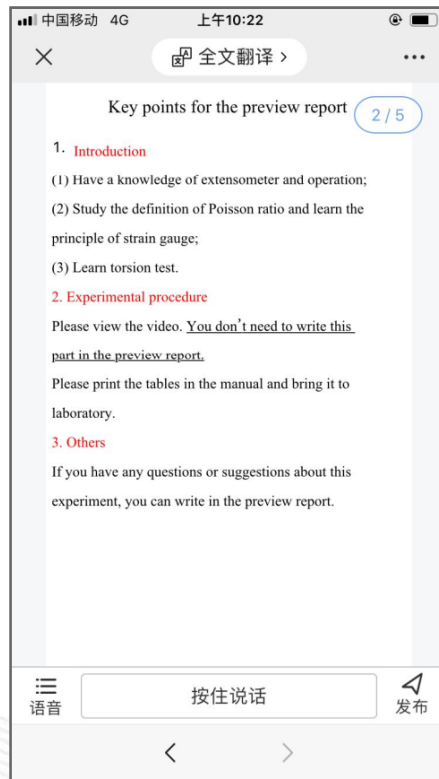 中国移动 4G 上午10:22
全文翻译 >
Key points for the preview report
2 / 5
1. Introduction
(1) Have a knowledge of extensometer and operation;
(2) Study the definition of Poisson ratio and learn the
principle of strain gauge;
(3) Learn torsion test.
2. Experimental procedure
Please view the video. You don't need to write this
part in the preview report.
Please print the tables in the manual and bring it to
laboratory.
3. Others
If you have any questions or suggestions about this
experiment, you can write in the preview report.
语音
按住说话
发布